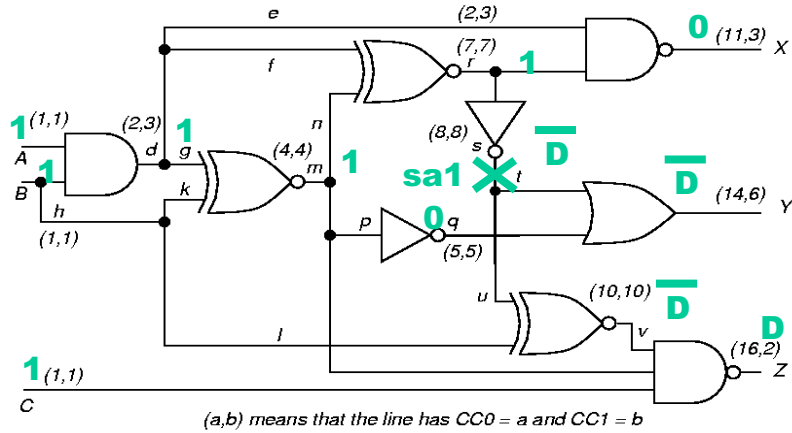 e (2,3) 0 (11,3) X
f (7,7) r 1
n
1 (1,1) (2,3) 1 (4,4) (8,8) s D
A d g m 1 sa1 t D
B 1 k (14,6) Y
h 0
(1,1) p q
(5,5)
u (10,10) D
l v D
1 (1,1) (16,2) Z
C
(a,b) means that the line has CC0 = a and CC1 = b